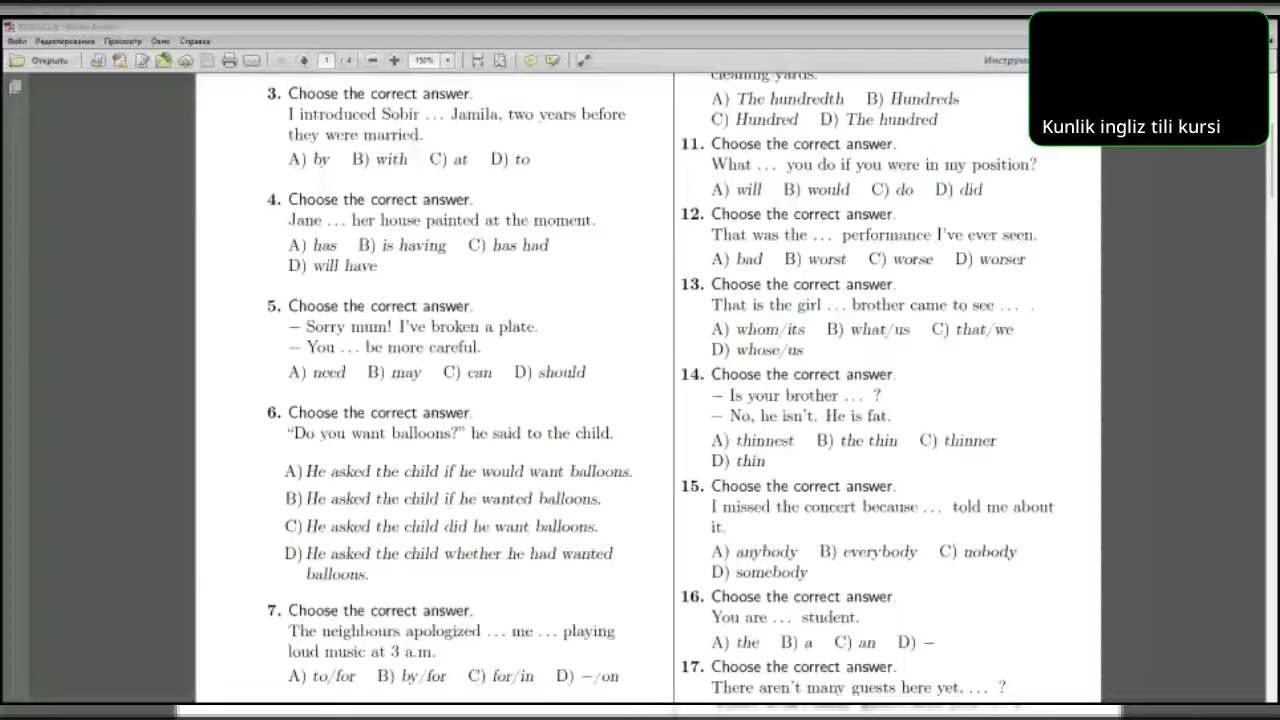 Файл Редактирование Просмотр Окно Справка
Открыть 1 / 4 150% Инструме
Kunlik ingliz tili kursi
3. Choose the correct answer.
I introduced Sobir ... Jamila, two years before
they were married.
A) by B) with C) at D) to
4. Choose the correct answer.
Jane ... her house painted at the moment.
A) has B) is having C) has had
D) will have
5. Choose the correct answer.
– Sorry mum! I've broken a plate.
– You ... be more careful.
A) need B) may C) can D) should
6. Choose the correct answer.
“Do you want balloons?” he said to the child.
A) He asked the child if he would want balloons.
B) He asked the child if he wanted balloons.
C) He asked the child did he want balloons.
D) He asked the child whether he had wanted
balloons.
7. Choose the correct answer.
The neighbours apologized ... me ... playing
loud music at 3 a.m.
A) to/for B) by/for C) for/in D) –/on
cleaning yards.
A) The hundredth B) Hundreds
C) Hundred D) The hundred
11. Choose the correct answer.
What ... you do if you were in my position?
A) will B) would C) do D) did
12. Choose the correct answer.
That was the ... performance I've ever seen.
A) bad B) worst C) worse D) worser
13. Choose the correct answer.
That is the girl ... brother came to see ... .
A) whom/its B) what/us C) that/we
D) whose/us
14. Choose the correct answer.
– Is your brother ... ?
– No, he isn't. He is fat.
A) thinnest B) the thin C) thinner
D) thin
15. Choose the correct answer.
I missed the concert because ... told me about
it.
A) anybody B) everybody C) nobody
D) somebody
16. Choose the correct answer.
You are ... student.
A) the B) a C) an D) –
17. Choose the correct answer.
There aren't many guests here yet, ... ?